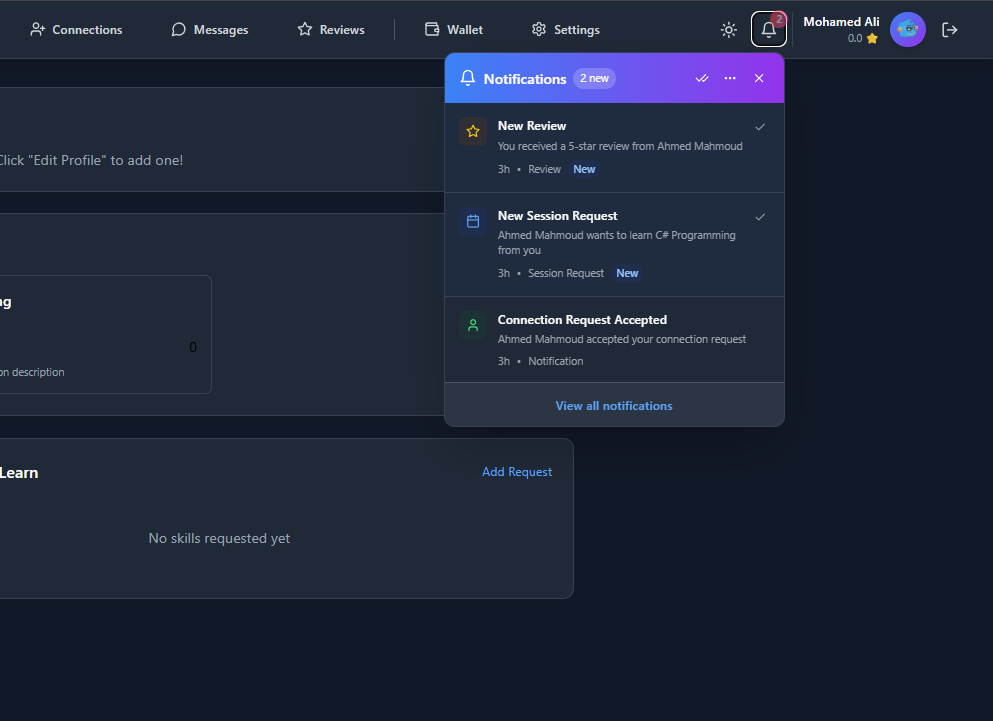 Connections
Messages
Reviews
Wallet
Settings
2
Mohamed Ali
0.0
Notifications 2 new
New Review
You received a 5-star review from Ahmed Mahmoud
3h • Review New
New Session Request
Ahmed Mahmoud wants to learn C# Programming
from you
3h • Session Request New
Connection Request Accepted
Ahmed Mahmoud accepted your connection request
3h • Notification
View all notifications
Click "Edit Profile" to add one!
ng
0
on description
Learn
Add Request
No skills requested yet